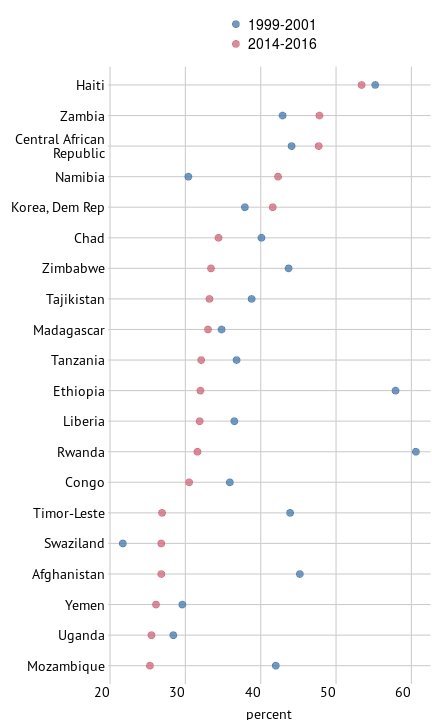 1999-2001
2014-2016
Haiti
Zambia
Central African
Republic
Namibia
Korea, Dem Rep
Chad
Zimbabwe
Tajikistan
Madagascar
Tanzania
Ethiopia
Liberia
Rwanda
Congo
Timor-Leste
Swaziland
Afghanistan
Yemen
Uganda
Mozambique
20 30 40 50 60
percent